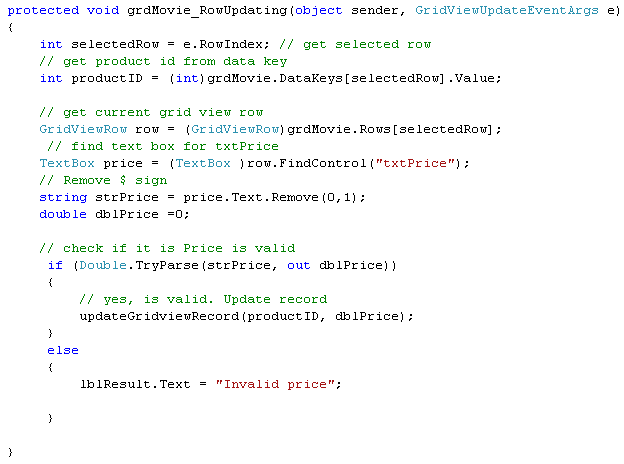 protected void grdMovie_RowUpdating(object sender, GridViewUpdateEventArgs e)
{
    int selectedRow = e.RowIndex; // get selected row
    // get product id from data key
    int productID = (int)grdMovie.DataKeys[selectedRow].Value;

    // get current grid view row
    GridViewRow row = (GridViewRow)grdMovie.Rows[selectedRow];
     // find text box for txtPrice
    TextBox price = (TextBox )row.FindControl("txtPrice");
    // Remove $ sign
    string strPrice = price.Text.Remove(0,1);
    double dblPrice =0;

    // check if it is Price is valid
     if (Double.TryParse(strPrice, out dblPrice))
     {
         // yes, is valid. Update record
         updateGridviewRecord(productID, dblPrice);
     }
     else
     {
         lblResult.Text = "Invalid price";

     }

}